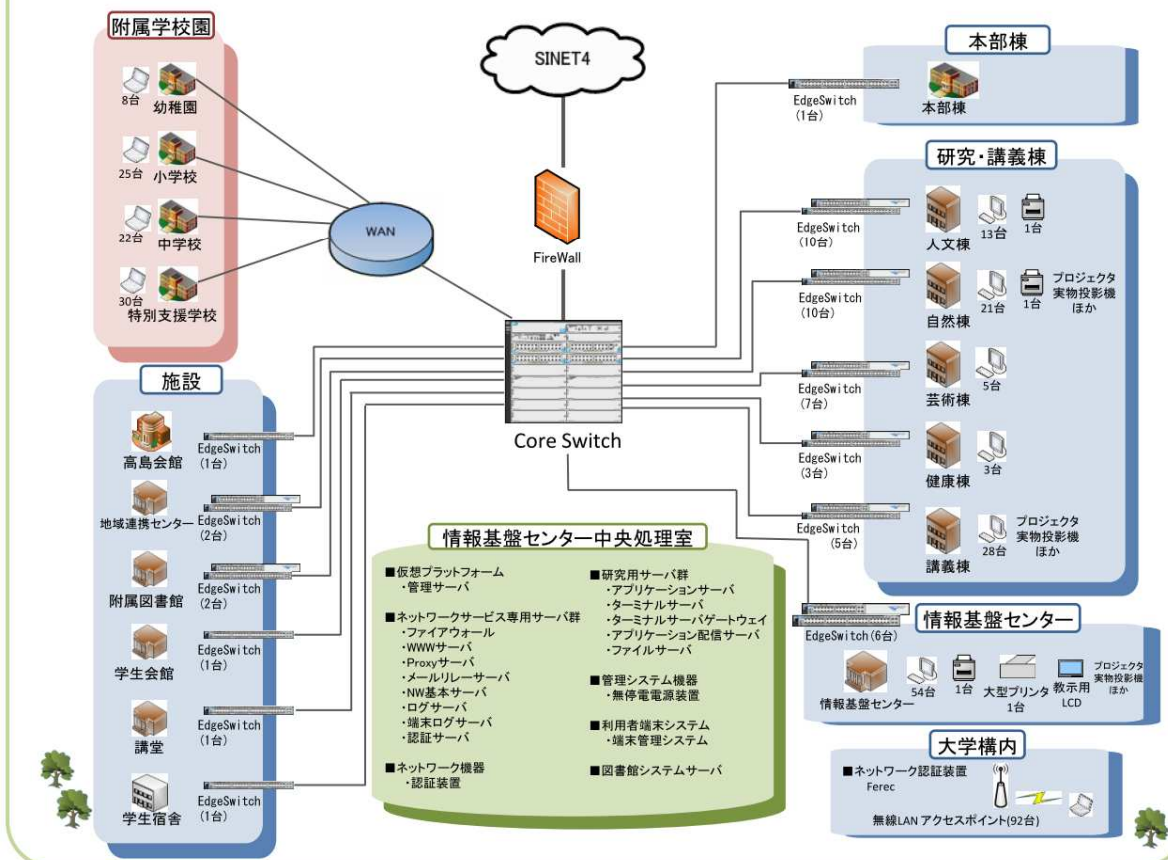 附属学校園
8台
幼稚園
25台
小学校
22台
中学校
30台
特別支援学校
WAN
SINET4
FireWall
Core Switch
本部棟
EdgeSwitch
(1台)
本部棟
研究・講義棟
EdgeSwitch
(10台)
人文棟
13台
1台
EdgeSwitch
(10台)
自然棟
21台
1台
プロジェクタ
実物投影機
ほか
EdgeSwitch
(7台)
芸術棟
5台
EdgeSwitch
(3台)
健康棟
3台
EdgeSwitch
(5台)
講義棟
28台
プロジェクタ
実物投影機
ほか
施設
高島会館
EdgeSwitch
(1台)
地域連携センター
EdgeSwitch
(2台)
附属図書館
EdgeSwitch
(2台)
学生会館
EdgeSwitch
(1台)
講堂
EdgeSwitch
(1台)
学生宿舎
EdgeSwitch
(1台)
情報基盤センター中央処理室
■仮想プラットフォーム
・管理サーバ
■ネットワークサービス専用サーバ群
・ファイアウォール
・WWWサーバ
・Proxyサーバ
・メールリレーサーバ
・NW基本サーバ
・ログサーバ
・端末ログサーバ
・認証サーバ
■ネットワーク機器
・認証装置
■研究用サーバ群
・アプリケーションサーバ
・ターミナルサーバ
・ターミナルサーバゲートウェイ
・アプリケーション配信サーバ
・ファイルサーバ
■管理システム機器
・無停電電源装置
■利用者端末システム
・端末管理システム
■図書館システムサーバ
情報基盤センター
EdgeSwitch(6台)
情報基盤センター
54台
1台
大型プリンタ
1台
教示用
LCD
プロジェクタ
実物投影機
ほか
大学構内
■ネットワーク認証装置
Ferec
無線LAN アクセスポイント(92台)